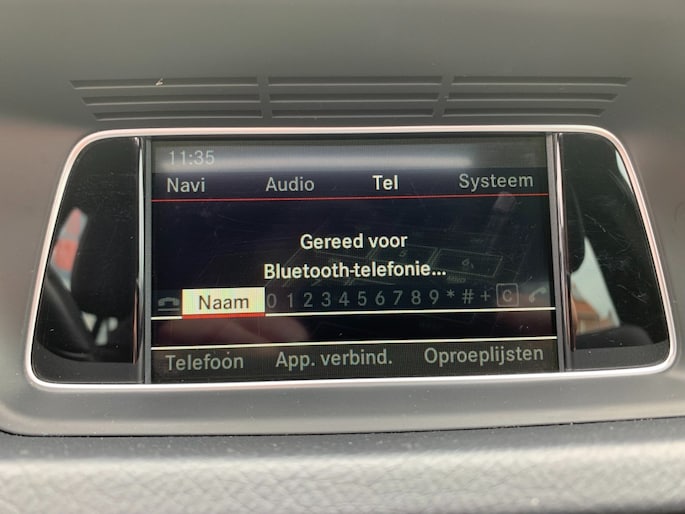 11:35
Navi Audio Tel Systeem
Gereed voor
Bluetooth-telefonie...
Naam 0 1 2 3 4 5 6 7 8 9 * # + C
Telefoon App. verbind. Oproeplijsten